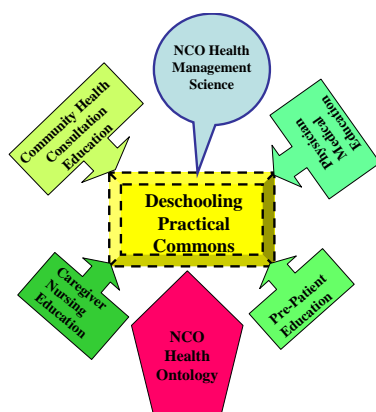 NCO Health
Management
Science
Community Health
Consultation
Education
Physician
Medical
Education
Deschooling
Practical
Commons
Caregiver
Nursing
Education
Pre-Patient
Education
NCO
Health
Ontology